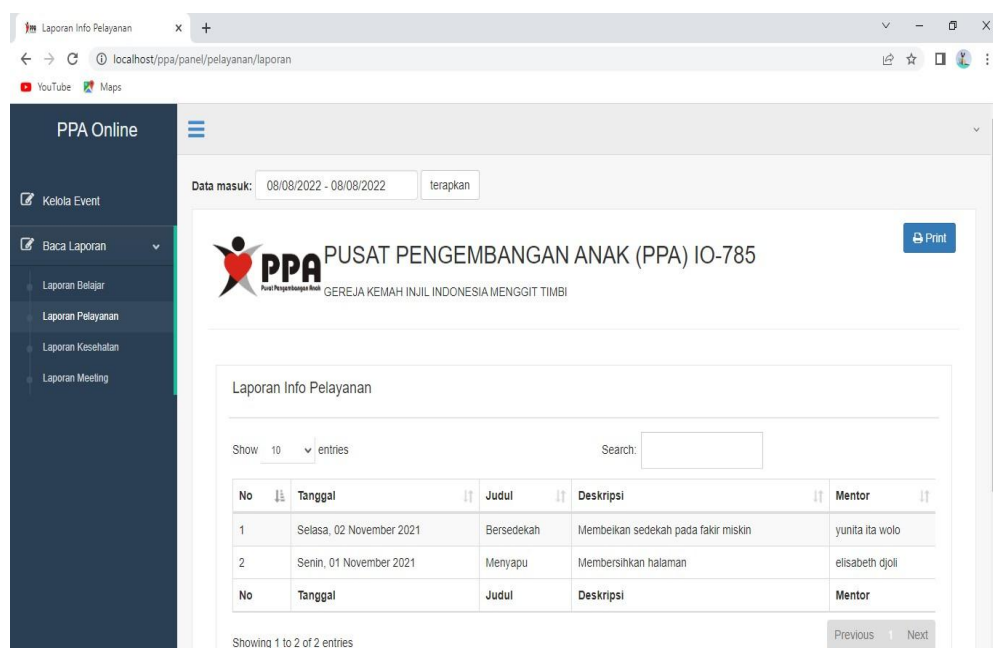 Laporan Info Pelayanan
localhost/ppa/panel/pelayanan/laporan
YouTube Maps
PPA Online
Kelola Event
Baca Laporan
Laporan Belajar
Laporan Pelayanan
Laporan Kesehatan
Laporan Meeting
Data masuk: 08/08/2022 - 08/08/2022 terapkan
Print
PPA
Pusat Pengembangan Anak
PUSAT PENGEMBANGAN ANAK (PPA) IO-785
GEREJA KEMAH INJIL INDONESIA MENGGIT TIMBI
Laporan Info Pelayanan
Show 10 entries Search:
No Tanggal Judul Deskripsi Mentor
1 Selasa, 02 November 2021 Bersedekah Membeikan sedekah pada fakir miskin yunita ita wolo
2 Senin, 01 November 2021 Menyapu Membersihkan halaman elisabeth djoli
No Tanggal Judul Deskripsi Mentor
Showing 1 to 2 of 2 entries Previous 1 Next